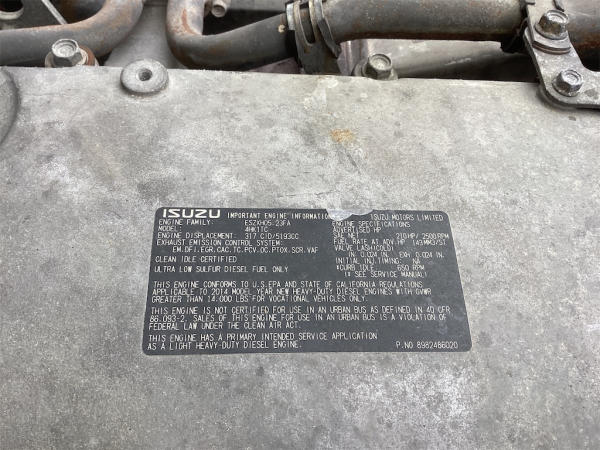 ISUZU IMPORTANT ENGINE INFORMATION ISUZU MOTORS LIMITED
ENGINE FAMILY: ESZXH05.23FA
MODEL: 4HK1TC
ENGINE DISPLACEMENT: 317 CID/5193CC
EXHAUST EMISSION CONTROL SYSTEM:
EM,DFI,EGR,CAC,TC,PCV,OC,PTOX,SCR,VAF
CLEAN IDLE CERTIFIED
ULTRA LOW SULFUR DIESEL FUEL ONLY
ENGINE SPECIFICATIONS
ADVERTISED HP
SAE NET 210HP/2500RPM
FUEL RATE AT ADV.HP 143MM3/ST
VALVE LASH(COLD)
IN. 0.024 IN EXH. 0.024 IN
INITIAL INJ.TIMING: NA
*CURB IDLE 650 RPM
(* SEE SERVICE MANUAL)
THIS ENGINE CONFORMS TO U.S.EPA AND STATE OF CALIFORNIA REGULATIONS
APPLICABLE TO 2014 MODEL YEAR NEW HEAVY-DUTY DIESEL ENGINES WITH GVWR
GREATER THAN 14,000 LBS FOR VOCATIONAL VEHICLES ONLY.
THIS ENGINE IS NOT CERTIFIED FOR USE IN AN URBAN BUS AS DEFINED IN 40 CFR
86.093-2. SALES OF THIS ENGINE FOR USE IN AN URBAN BUS IS A VIOLATION OF
FEDERAL LAW UNDER THE CLEAN AIR ACT.
THIS ENGINE HAS A PRIMARY INTENDED SERVICE APPLICATION
AS A LIGHT HEAVY-DUTY DIESEL ENGINE. P.NO 8982486020